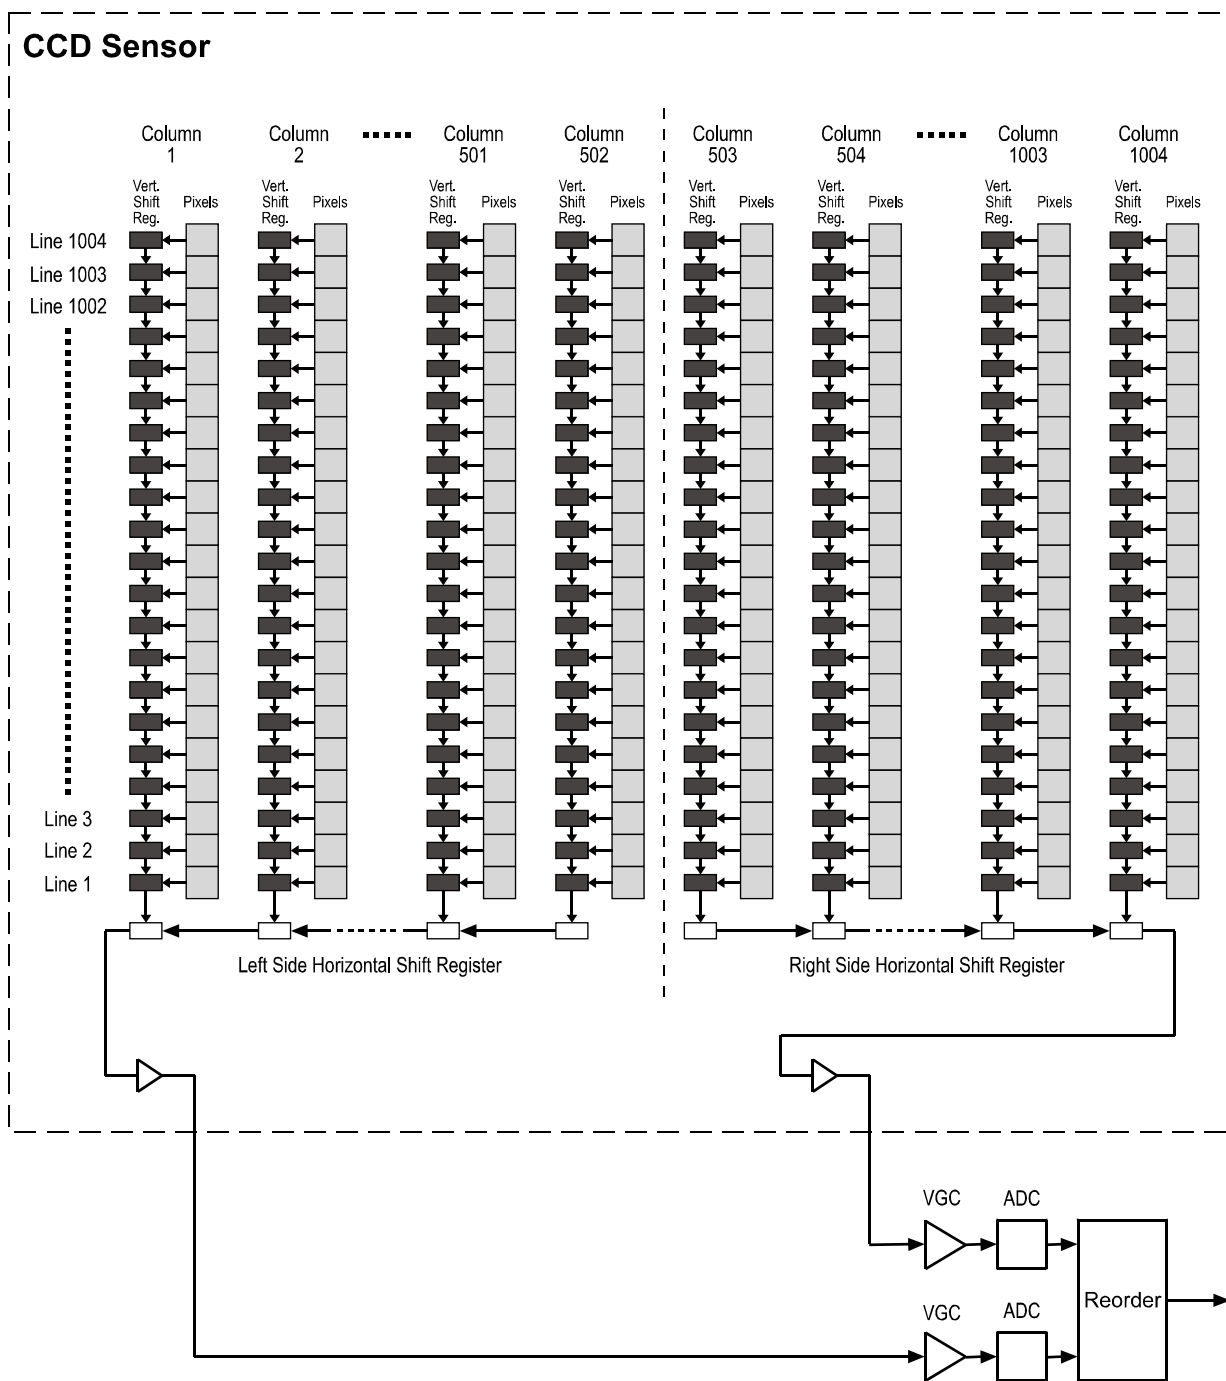 CCD Sensor
Column
1
Column
2
Column
501
Column
502
Column
503
Column
504
Column
1003
Column
1004
Vert.
Shift
Reg.
Pixels
Vert.
Shift
Reg.
Pixels
Vert.
Shift
Reg.
Pixels
Vert.
Shift
Reg.
Pixels
Vert.
Shift
Reg.
Pixels
Vert.
Shift
Reg.
Pixels
Vert.
Shift
Reg.
Pixels
Vert.
Shift
Reg.
Pixels
Line 1004
Line 1003
Line 1002
Line 3
Line 2
Line 1
Left Side Horizontal Shift Register
Right Side Horizontal Shift Register
VGC
ADC
VGC
ADC
Reorder